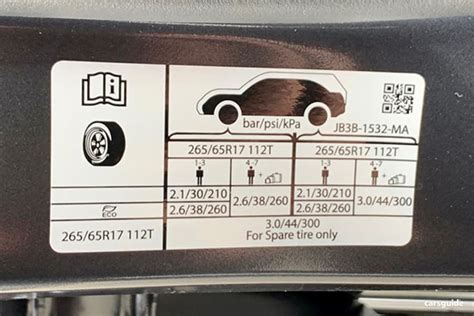 bar/psi/kPa JB3B-1532-MA
265/65R17 112T 265/65R17 112T
1-3 4-7 1-3 4-7
2.1/30/210 2.6/38/260 2.1/30/210 3.0/44/300
2.6/38/260 2.6/38/260
ECO
265/65R17 112T
3.0/44/300
For Spare tire only
carsguide